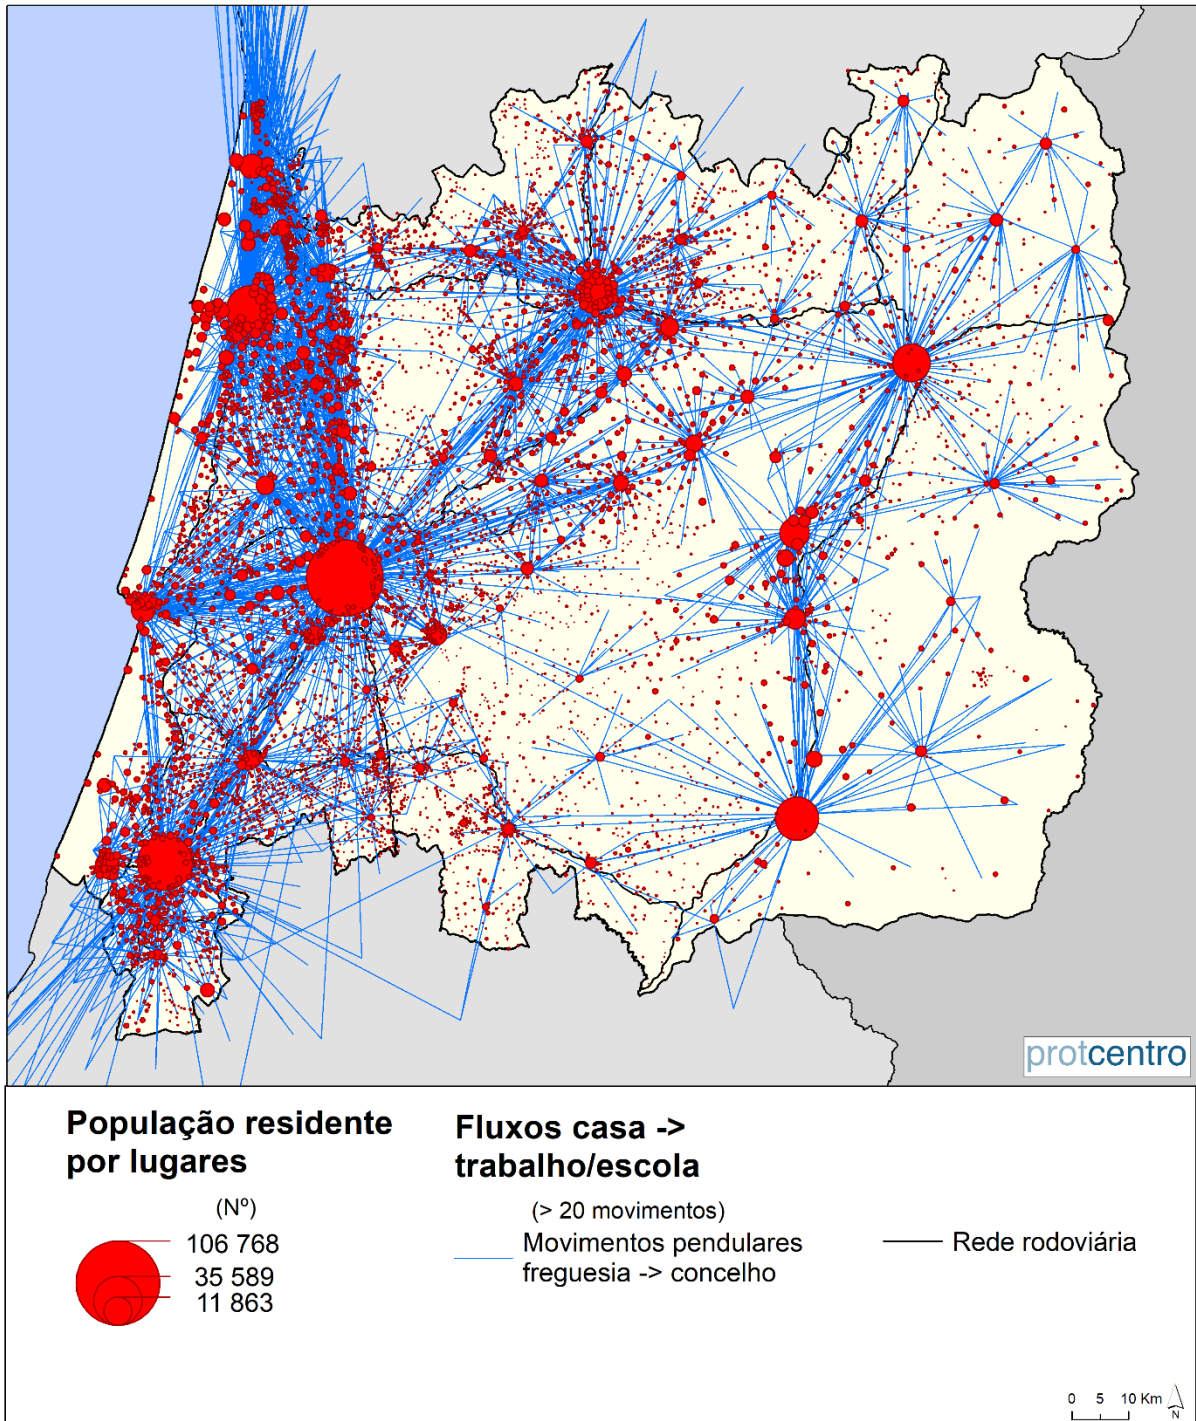 protcentro
População residente
por lugares
(Nº)
106 768
35 589
11 863
Fluxos casa ->
trabalho/escola
(> 20 movimentos)
Movimentos pendulares
freguesia -> concelho
Rede rodoviária
0 5 10 Km
N